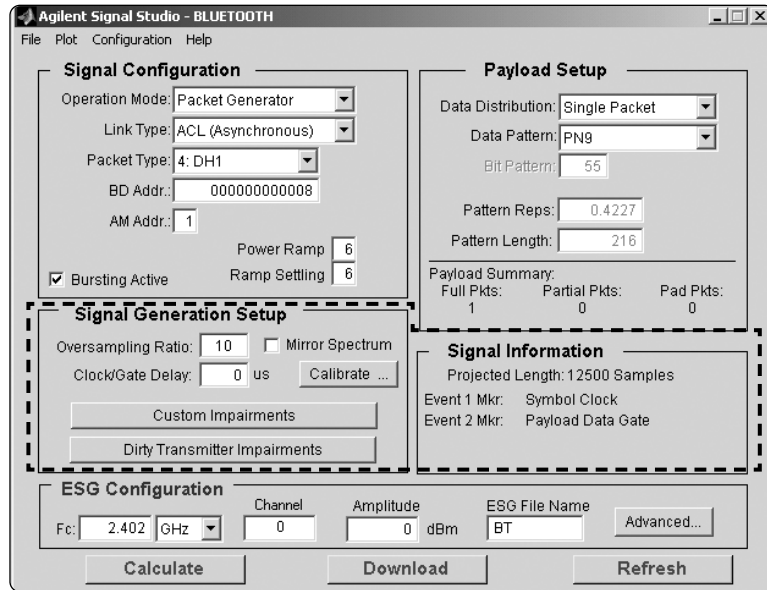 Agilent Signal Studio - BLUETOOTH
File Plot Configuration Help
Signal Configuration
Operation Mode: Packet Generator
Link Type: ACL (Asynchronous)
Packet Type: 4: DH1
BD Addr.: 000000000008
AM Addr.: 1
Power Ramp 6
Bursting Active Ramp Settling 6
Payload Setup
Data Distribution: Single Packet
Data Pattern: PN9
Bit Pattern: 55
Pattern Reps: 0.4227
Pattern Length: 216
Payload Summary:
Full Pkts: Partial Pkts: Pad Pkts:
1 0 0
Signal Generation Setup
Oversampling Ratio: 10 Mirror Spectrum
Clock/Gate Delay: 0 us Calibrate ...
Custom Impairments
Dirty Transmitter Impairments
Signal Information
Projected Length: 12500 Samples
Event 1 Mkr: Symbol Clock
Event 2 Mkr: Payload Data Gate
ESG Configuration
Channel Amplitude ESG File Name
Fc: 2.402 GHz 0 0 dBm BT Advanced...
Calculate Download Refresh